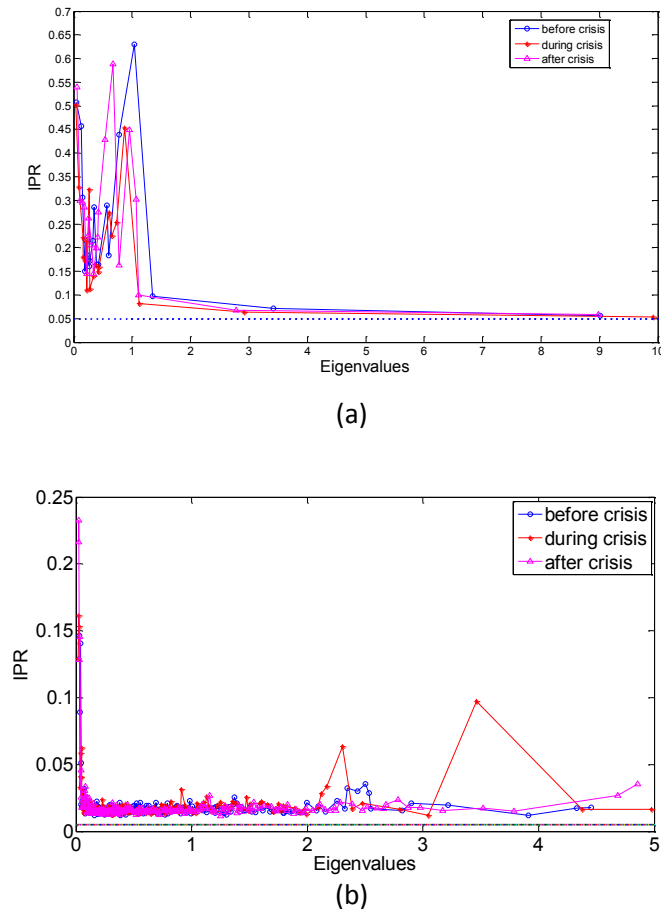 0.7
0.65
0.6
0.55
0.5
0.45
0.4
0.35
0.3
0.25
0.2
0.15
0.1
0.05
0
IPR
before crisis
during crisis
after crisis
0 1 2 3 4 5 6 7 8 9 10
Eigenvalues
(a)
0.25
0.2
0.15
0.1
0.05
0
IPR
before crisis
during crisis
after crisis
0 1 2 3 4 5
Eigenvalues
(b)